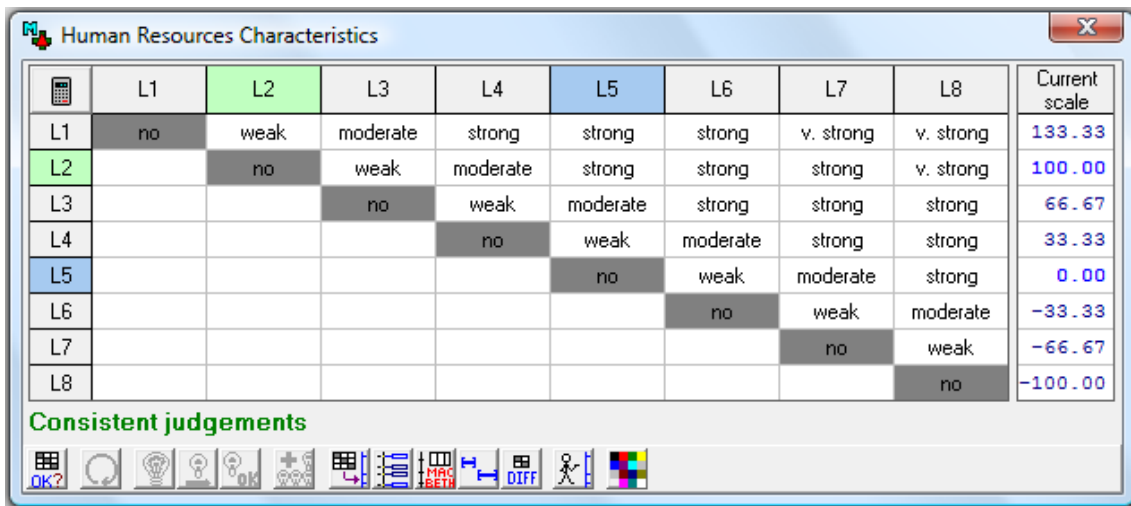 Human Resources Characteristics
L1 L2 L3 L4 L5 L6 L7 L8 Current scale
L1 no weak moderate strong strong strong v. strong v. strong 133.33
L2 no weak moderate strong strong strong v. strong 100.00
L3 no weak moderate strong strong strong 66.67
L4 no weak moderate strong strong 33.33
L5 no weak moderate strong 0.00
L6 no weak moderate -33.33
L7 no weak -66.67
L8 no -100.00
Consistent judgements
OK? OK MAC BETH DIFF